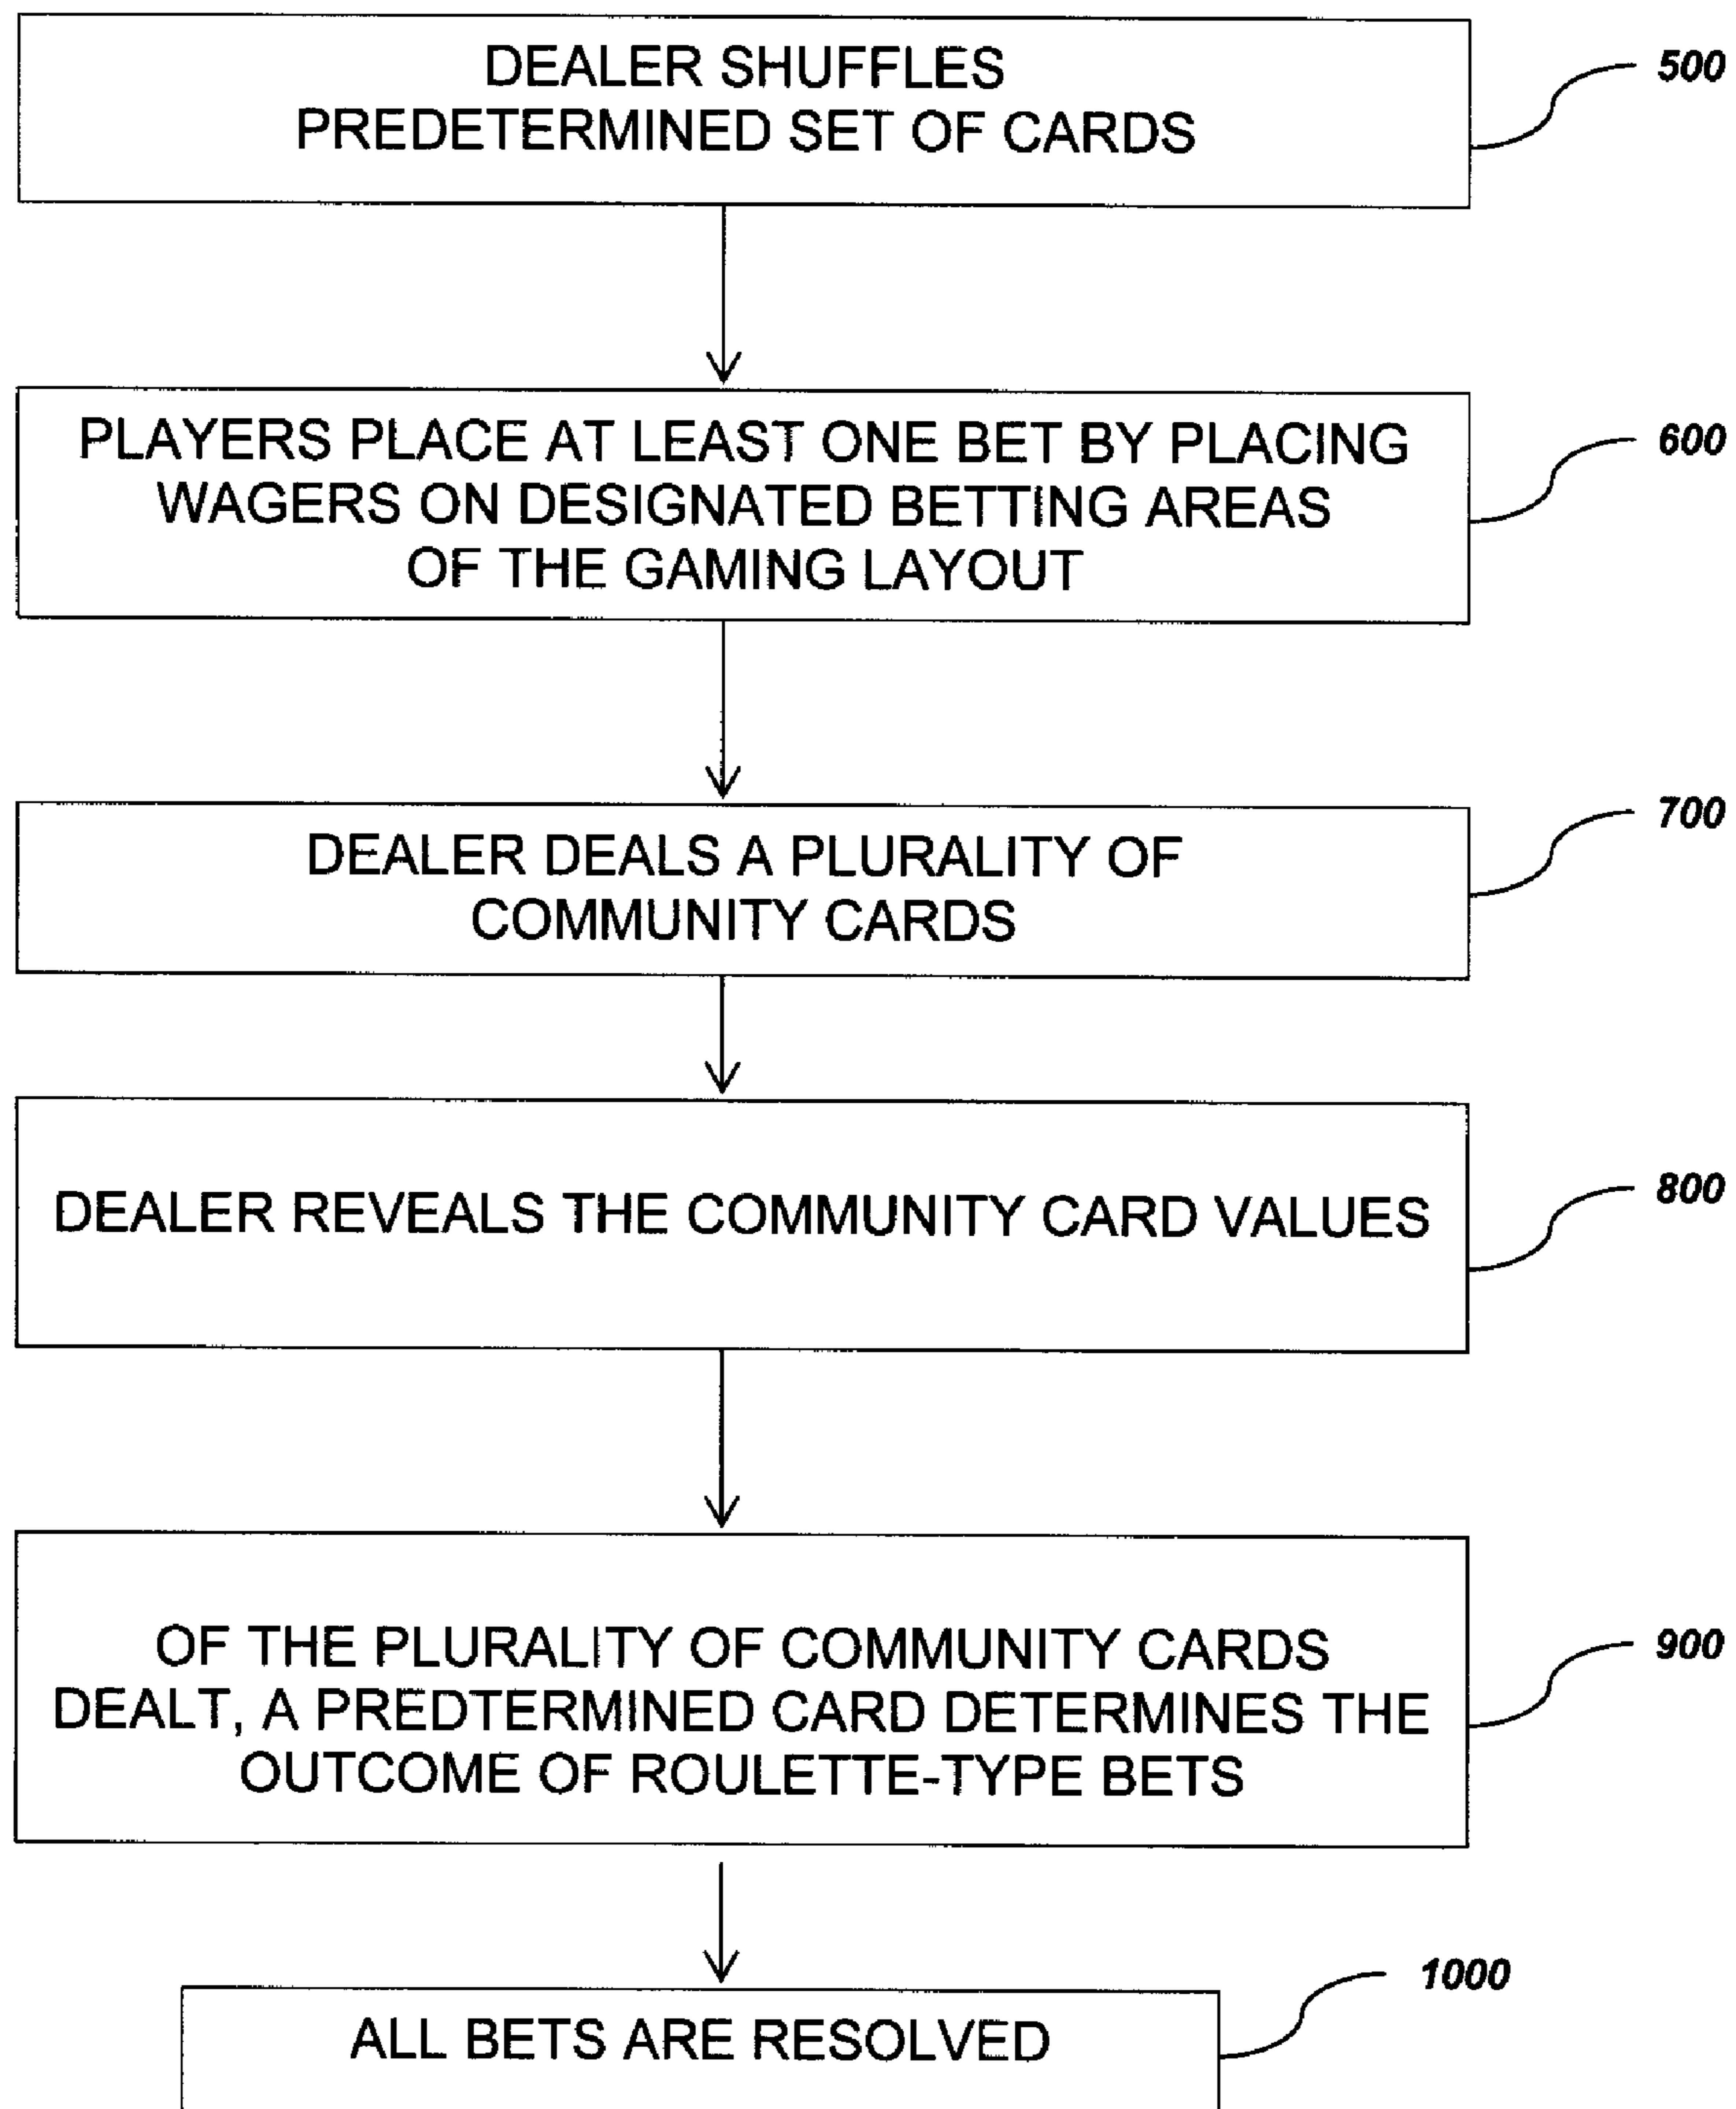 DEALER SHUFFLES
PREDETERMINED SET OF CARDS
500
PLAYERS PLACE AT LEAST ONE BET BY PLACING
WAGERS ON DESIGNATED BETTING AREAS
OF THE GAMING LAYOUT
600
DEALER DEALS A PLURALITY OF
COMMUNITY CARDS
700
DEALER REVEALS THE COMMUNITY CARD VALUES
800
OF THE PLURALITY OF COMMUNITY CARDS
DEALT, A PREDTERMINED CARD DETERMINES THE
OUTCOME OF ROULETTE-TYPE BETS
900
ALL BETS ARE RESOLVED
1000